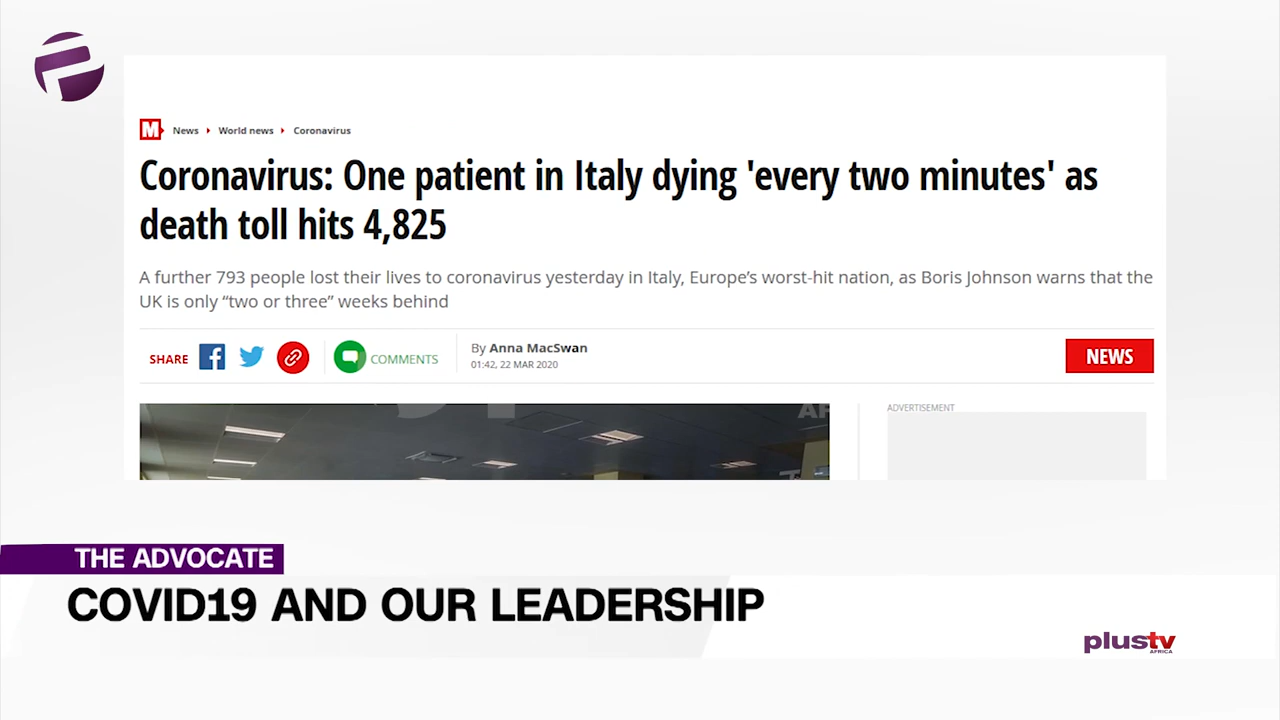 M News World news Coronavirus
Coronavirus: One patient in Italy dying 'every two minutes' as
death toll hits 4,825
A further 793 people lost their lives to coronavirus yesterday in Italy, Europe's worst-hit nation, as Boris Johnson warns that the
UK is only “two or three” weeks behind
SHARE
COMMENTS
By Anna MacSwan
01:42, 22 MAR 2020
NEWS
ADVERTISEMENT
THE ADVOCATE
COVID19 AND OUR LEADERSHIP
plustv
AFRICA